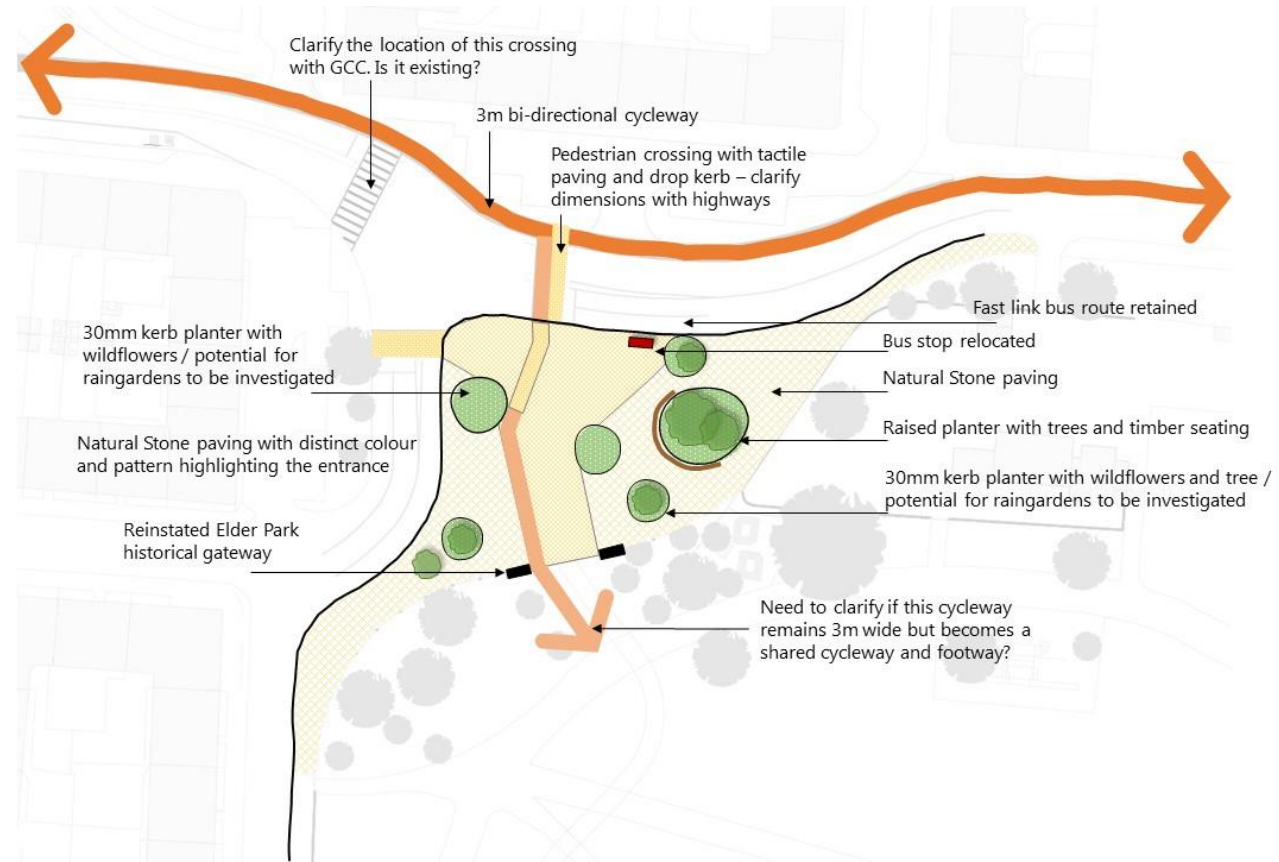 Clarify the location of this crossing
with GCC. Is it existing?
3m bi-directional cycleway
Pedestrian crossing with tactile
paving and drop kerb – clarify
dimensions with highways
30mm kerb planter with
wildflowers / potential for
raingardens to be investigated
Natural Stone paving with distinct colour
and pattern highlighting the entrance
Reinstated Elder Park
historical gateway
Fast link bus route retained
Bus stop relocated
Natural Stone paving
Raised planter with trees and timber seating
30mm kerb planter with wildflowers and tree /
potential for raingardens to be investigated
Need to clarify if this cycleway
remains 3m wide but becomes a
shared cycleway and footway?